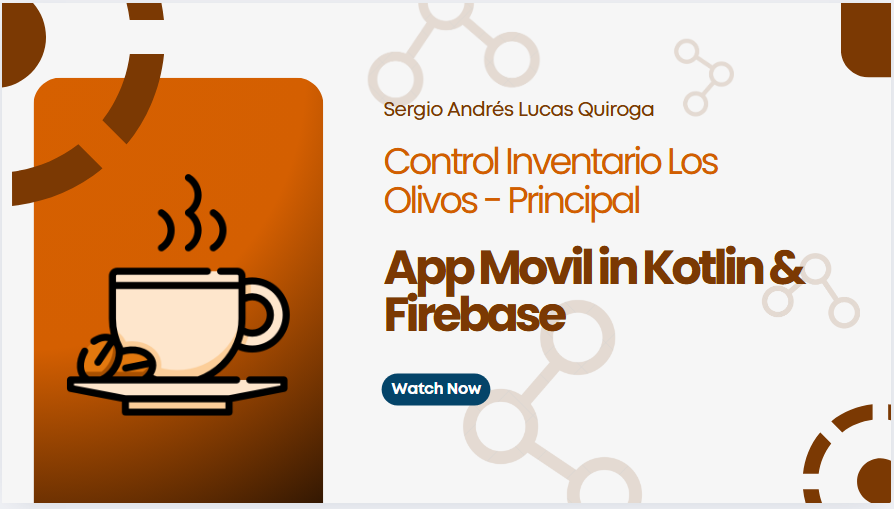 Sergio Andrés Lucas Quiroga
Control Inventario Los
Olivos - Principal
App Movil in Kotlin &
Firebase
Watch Now